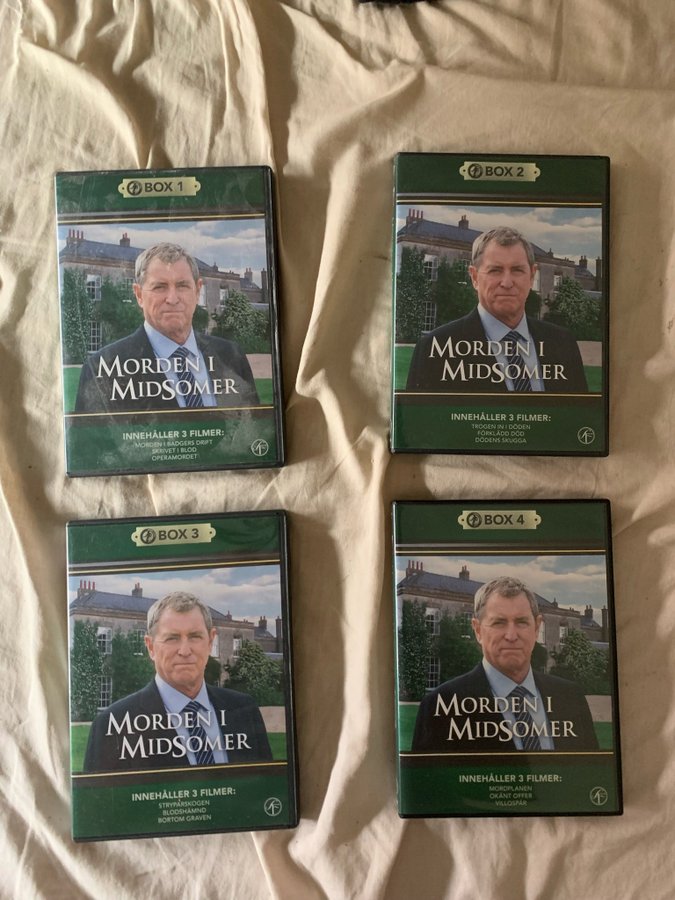 BOX 1
MORDEN I
MIDSOMER
INNEHÅLLER 3 FILMER:
MORDEN I BADGERS DRIFT
SKRIVET I BLOD
OPERAMORDET
BOX 2
MORDEN I
MIDSOMER
INNEHÅLLER 3 FILMER:
TROGEN IN I DÖDEN
FÖRKLÄDD DÖD
DÖDENS SKUGGA
BOX 3
MORDEN I
MIDSOMER
INNEHÅLLER 3 FILMER:
STRYPARSKOGEN
BLODSHÄMND
BORTOM GRAVEN
BOX 4
MORDEN I
MIDSOMER
INNEHÅLLER 3 FILMER:
MORDPLANEN
OKÄNT OFFER
VILLOSPÅR